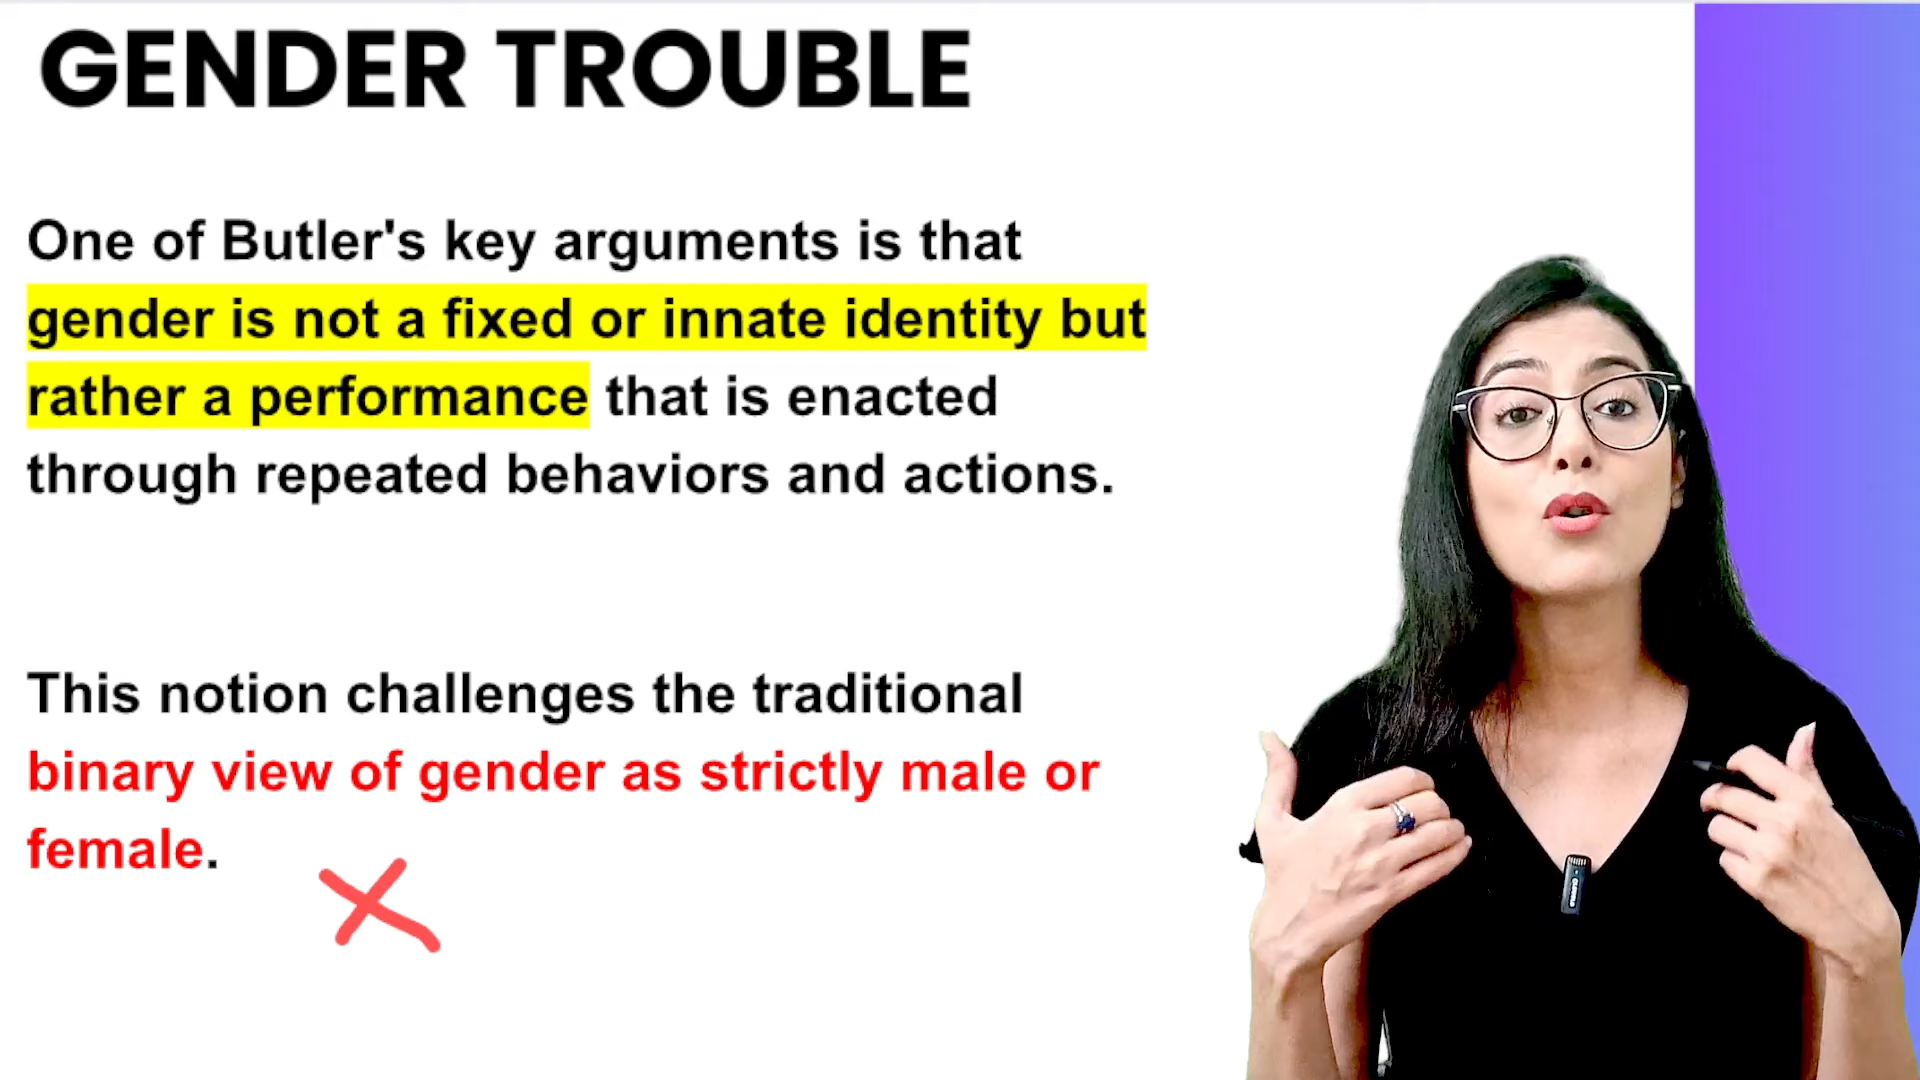 GENDER TROUBLE
One of Butler's key arguments is that
gender is not a fixed or innate identity but
rather a performance that is enacted
through repeated behaviors and actions.
This notion challenges the traditional
binary view of gender as strictly male or
female.